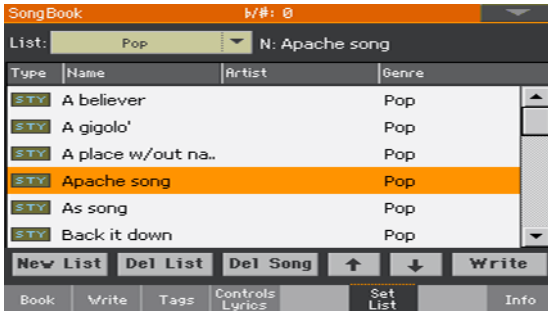 SongBook ♭/#: 0
List: Pop N: Apache song
Type Name Artist Genre
STY A believer Pop
STY A gigolo' Pop
STY A place w/out na.. Pop
STY Apache song Pop
STY As song Pop
STY Back it down Pop
New List Del List Del Song ↑ ↓ Write
Book Write Tags Controls Lyrics Set List Info